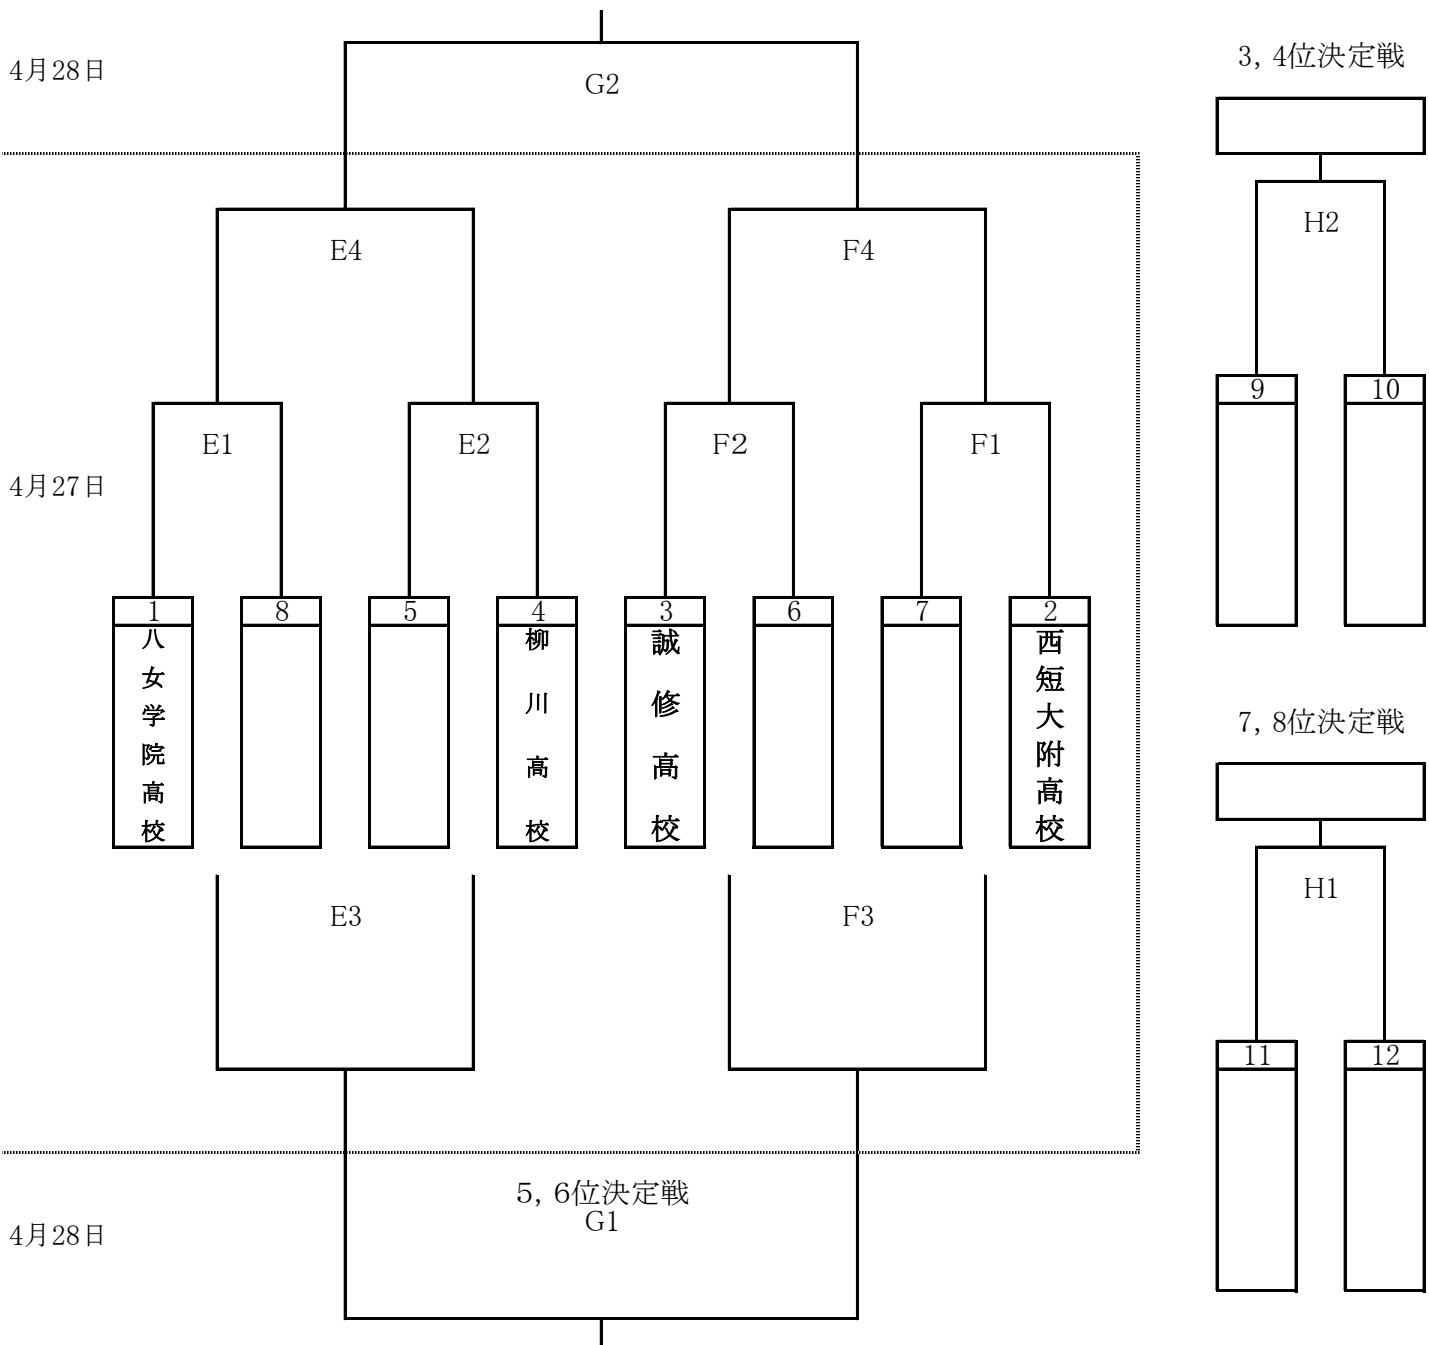 3, 4位決定戦
4月28日
G2
H2
E4
F4
9
10
E1
E2
F2
F1
4月27日
1
8
5
4
3
6
7
2
八女学院高校
柳川高校
誠修高校
西短大附高校
7, 8位決定戦
H1
E3
F3
11
12
5, 6位決定戦
G1
4月28日